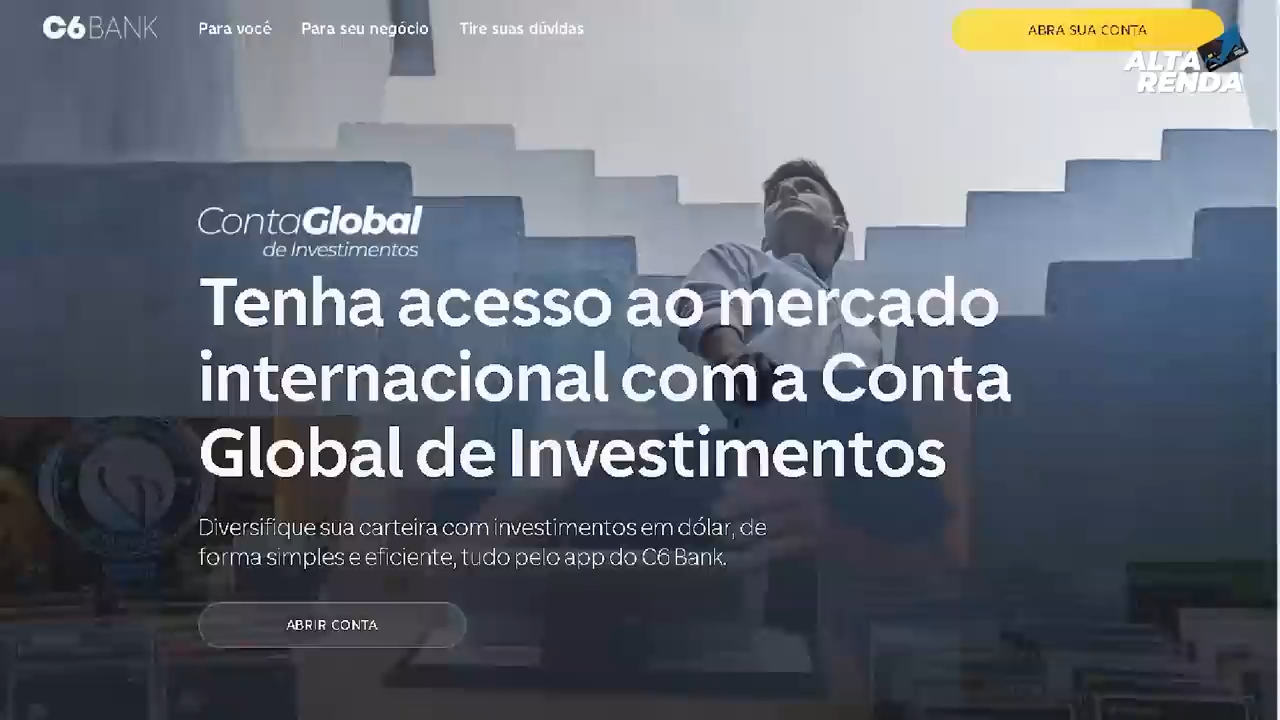 C6BANK
Para você
Para seu negócio
Tire suas dúvidas
ABRA SUA CONTA
ALTA
RENDA
ContaGlobal
de Investimentos
Tenha acesso ao mercado
internacional com a Conta
Global de Investimentos
Diversifique sua carteira com investimentos em dólar, de
forma simples e eficiente, tudo pelo app do C6 Bank.
ABRIR CONTA